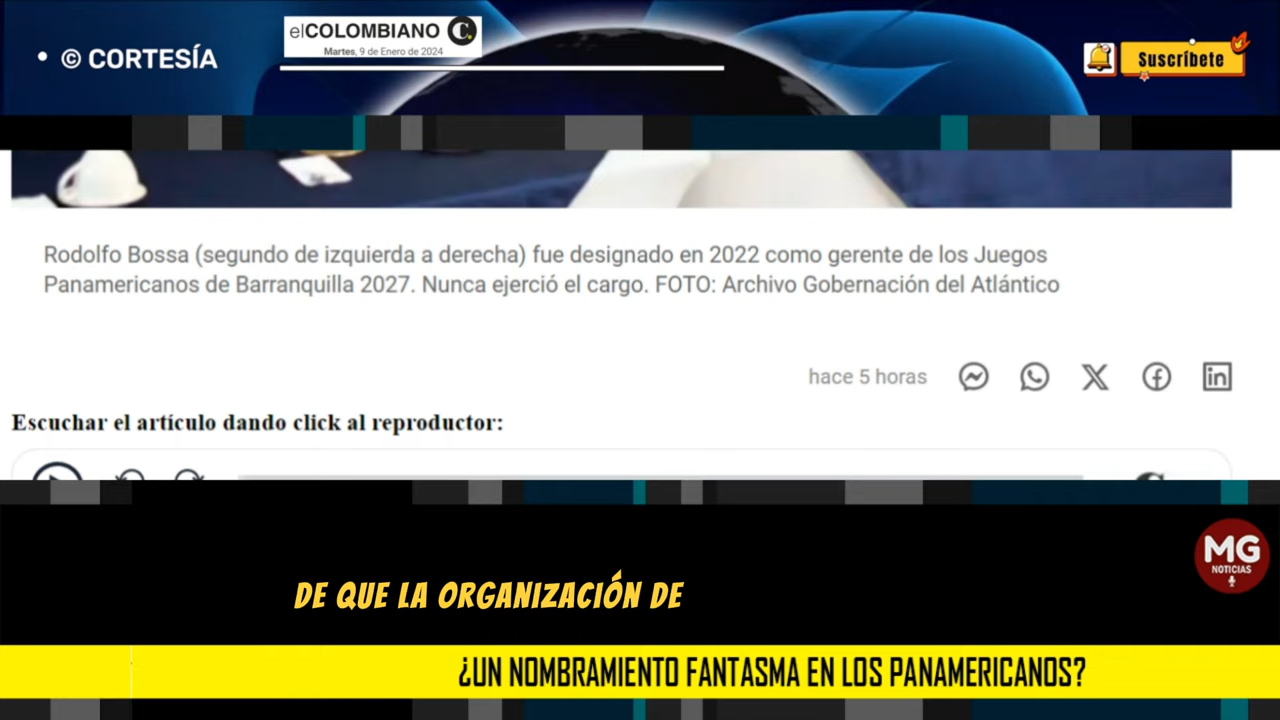 • © CORTESÍA
elCOLOMBIANO
Martes, 9 de Enero de 2024
Suscríbete
Rodolfo Bossa (segundo de izquierda a derecha) fue designado en 2022 como gerente de los Juegos
Panamericanos de Barranquilla 2027. Nunca ejerció el cargo. FOTO: Archivo Gobernación del Atlántico
hace 5 horas
Escuchar el artículo dando click al reproductor:
MG
NOTICIAS
DE QUE LA ORGANIZACIÓN DE
¿UN NOMBRAMIENTO FANTASMA EN LOS PANAMERICANOS?